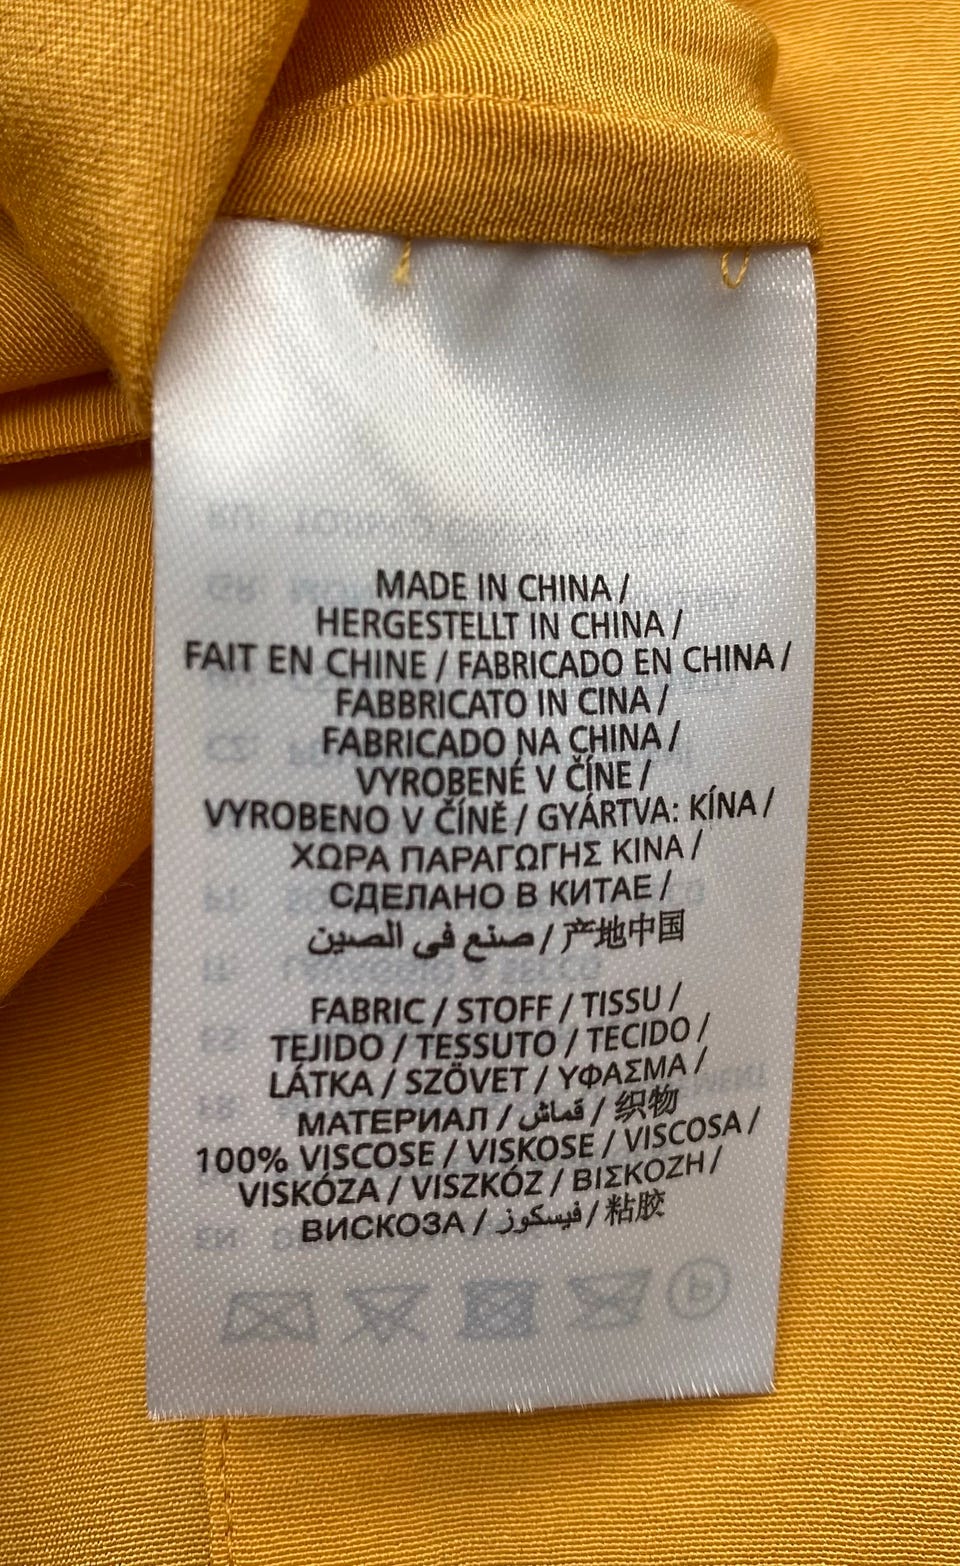 MADE IN CHINA /
HERGESTELLT IN CHINA /
FAIT EN CHINE / FABRICADO EN CHINA /
FABBRICATO IN CINA /
FABRICADO NA CHINA /
VYROBENÉ V ČÍNE /
VYROBENO V ČÍNĚ / GYÁRTVA: KÍNA /
ΧΩΡΑ ΠΑΡΑΓΩΓΗΣ ΚΙΝΑ /
СДЕЛАНО В КИТАЕ /
صنع في الصين / 产地中国
FABRIC / STOFF / TISSU /
TEJIDO / TESSUTO / TECIDO /
LÁTKA / SZÖVET / ΥΦΑΣΜΑ /
МАТЕРИАЛ / قماش / 织物
100% VISCOSE / VISKOSE / VISCOSA /
VISKÓZA / VISZKÓZ / ΒΙΣΚΟΖΗ /
ВИСКОЗА / فيسكوز / 粘胶